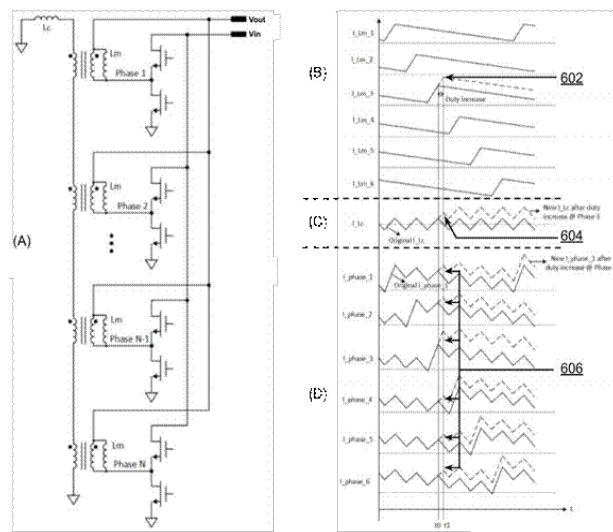 Lc
Vout
Vin
Lm
Phase 1
Lm
Phase 2
(A)
Lm
Phase N-1
Lm
Phase N
(B)
I_Lm_1
I_Lm_2
602
I_Lm_3
Duty increase
I_Lm_4
I_Lm_5
I_Lm_6
(C)
New I_Lc after duty
increase @ Phase 3
I_Lc
Original I_Lc
604
New I_phase_1 after
duty increase @ Phase
I_phase_1
Original I_phase_1
I_phase_2
I_phase_3
606
(D)
I_phase_4
I_phase_5
I_phase_6
t0 t1
t